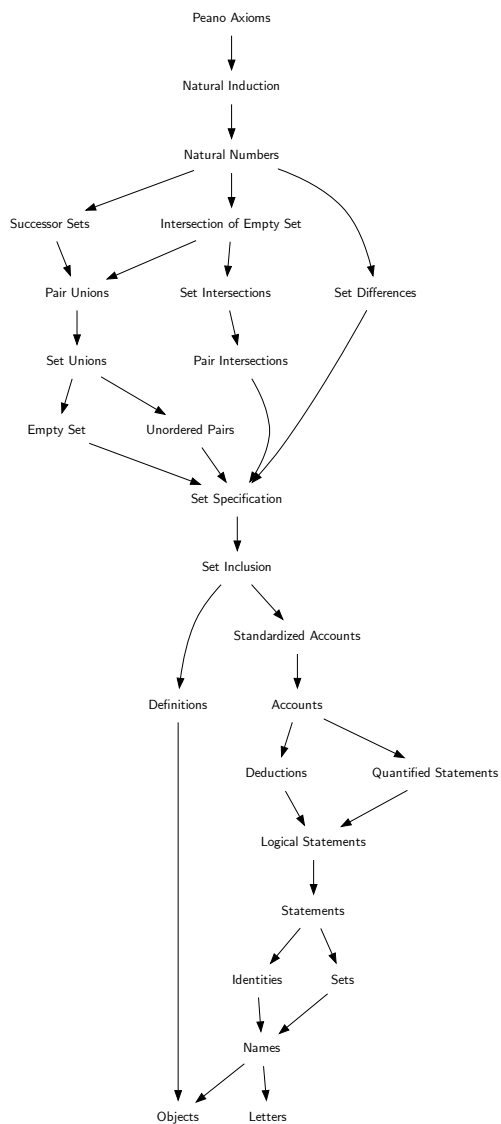 Peano Axioms
Natural Induction
Natural Numbers
Successor Sets
Intersection of Empty Set
Pair Unions
Set Intersections
Set Differences
Set Unions
Pair Intersections
Empty Set
Unordered Pairs
Set Specification
Set Inclusion
Standardized Accounts
Definitions
Accounts
Deductions
Quantified Statements
Logical Statements
Statements
Identities
Sets
Names
Objects
Letters